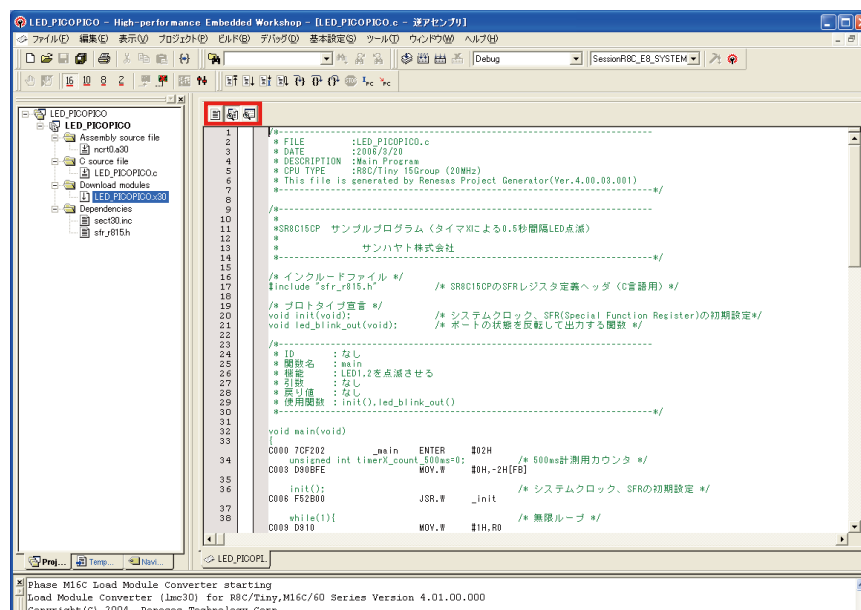 LED_PICOPICO - High-performance Embedded Workshop - [LED_PICOPICO.c - 逆アセンブリ]
ファイル(F) 編集(E) 表示(V) プロジェクト(P) ビルド(B) デバッグ(D) 基本設定(S) ツール(T) ウィンドウ(W) ヘルプ(H)
Debug SessionR8C_E8_SYSTEM
16 10 8 2
LED_PICOPICO
LED_PICOPICO
Assembly source file
ncrt0.a30
C source file
LED_PICOPICO.c
Download modules
LED_PICOPICO.x30
Dependencies
sect30.inc
sfr_r815.h
1 /*---------------------------------------------------------------
2 * FILE :LED_PICOPICO.c
3 * DATE :2006/3/20
4 * DESCRIPTION :Main Program
5 * CPU TYPE :R8C/Tiny 15Group (20MHz)
6 * This file is generated by Renesas Project Generator(Ver.4.00.03.001)
7 *---------------------------------------------------------------*/
8
9 /*---------------------------------------------------------------
10 *
11 *SR8C15CP サンプルプログラム（タイマXによる0.5秒間隔LED点滅）
12 *
13 * サンハヤト株式会社
14 *---------------------------------------------------------------*/
15
16 /* インクルードファイル */
17 #include "sfr_r815.h" /* SR8C15CPのSFRレジスタ定義ヘッダ（C言語用）*/
18
19 /* プロトタイプ宣言 */
20 void init(void); /* システムクロック、SFR(Special Function Register)の初期設定*/
21 void led_blink_out(void); /* ポートの状態を反転して出力する関数 */
22
23 /*---------------------------------------------------------------
24 * ID : なし
25 * 関数名 : main
26 * 機能 : LED1,2を点滅させる
27 * 引数 : なし
28 * 戻り値 : なし
29 * 使用関数 : init(),led_blink_out()
30 *---------------------------------------------------------------*/
31
32 void main(void)
33 {
C000 7CF202 _main ENTER #02H
34 unsigned int timerX_count_500ms=0; /* 500ms計測用カウンタ */
C003 D90BFE MOV.W #0H,-2H[FB]
35
36 init(); /* システムクロック、SFRの初期設定 */
C006 F52B00 JSR.W _init
37
38 while(1){ /* 無限ループ */
C009 D910 MOV.W #1H,R0
Proj... Temp... Navi...
LED_PICOPI..
Phase M16C Load Module Converter starting
Load Module Converter (lmc30) for R8C/Tiny,M16C/60 Series Version 4.01.00.000
Copyright(C) 2004. Renesas Technology Corp.